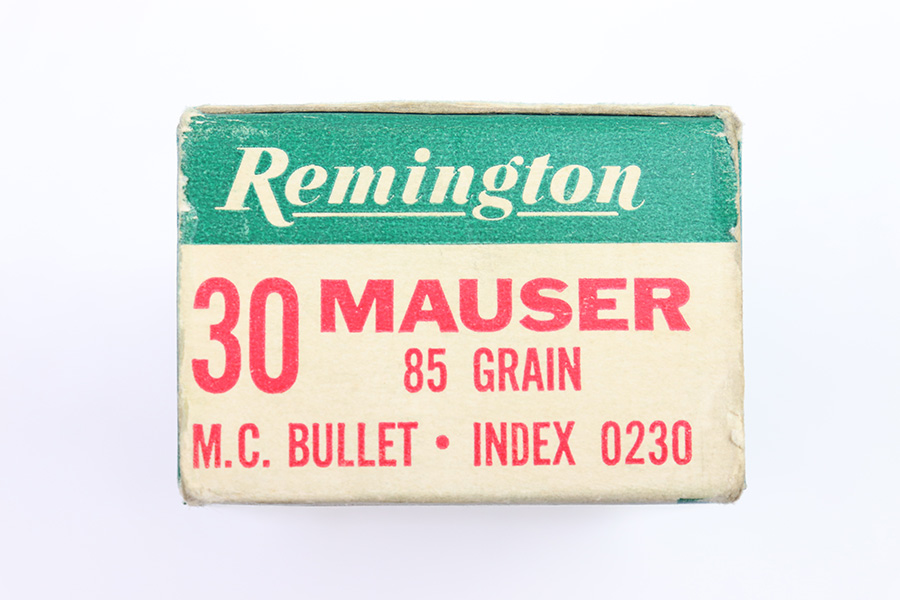 Remington
30 MAUSER
85 GRAIN
M.C. BULLET • INDEX 0230